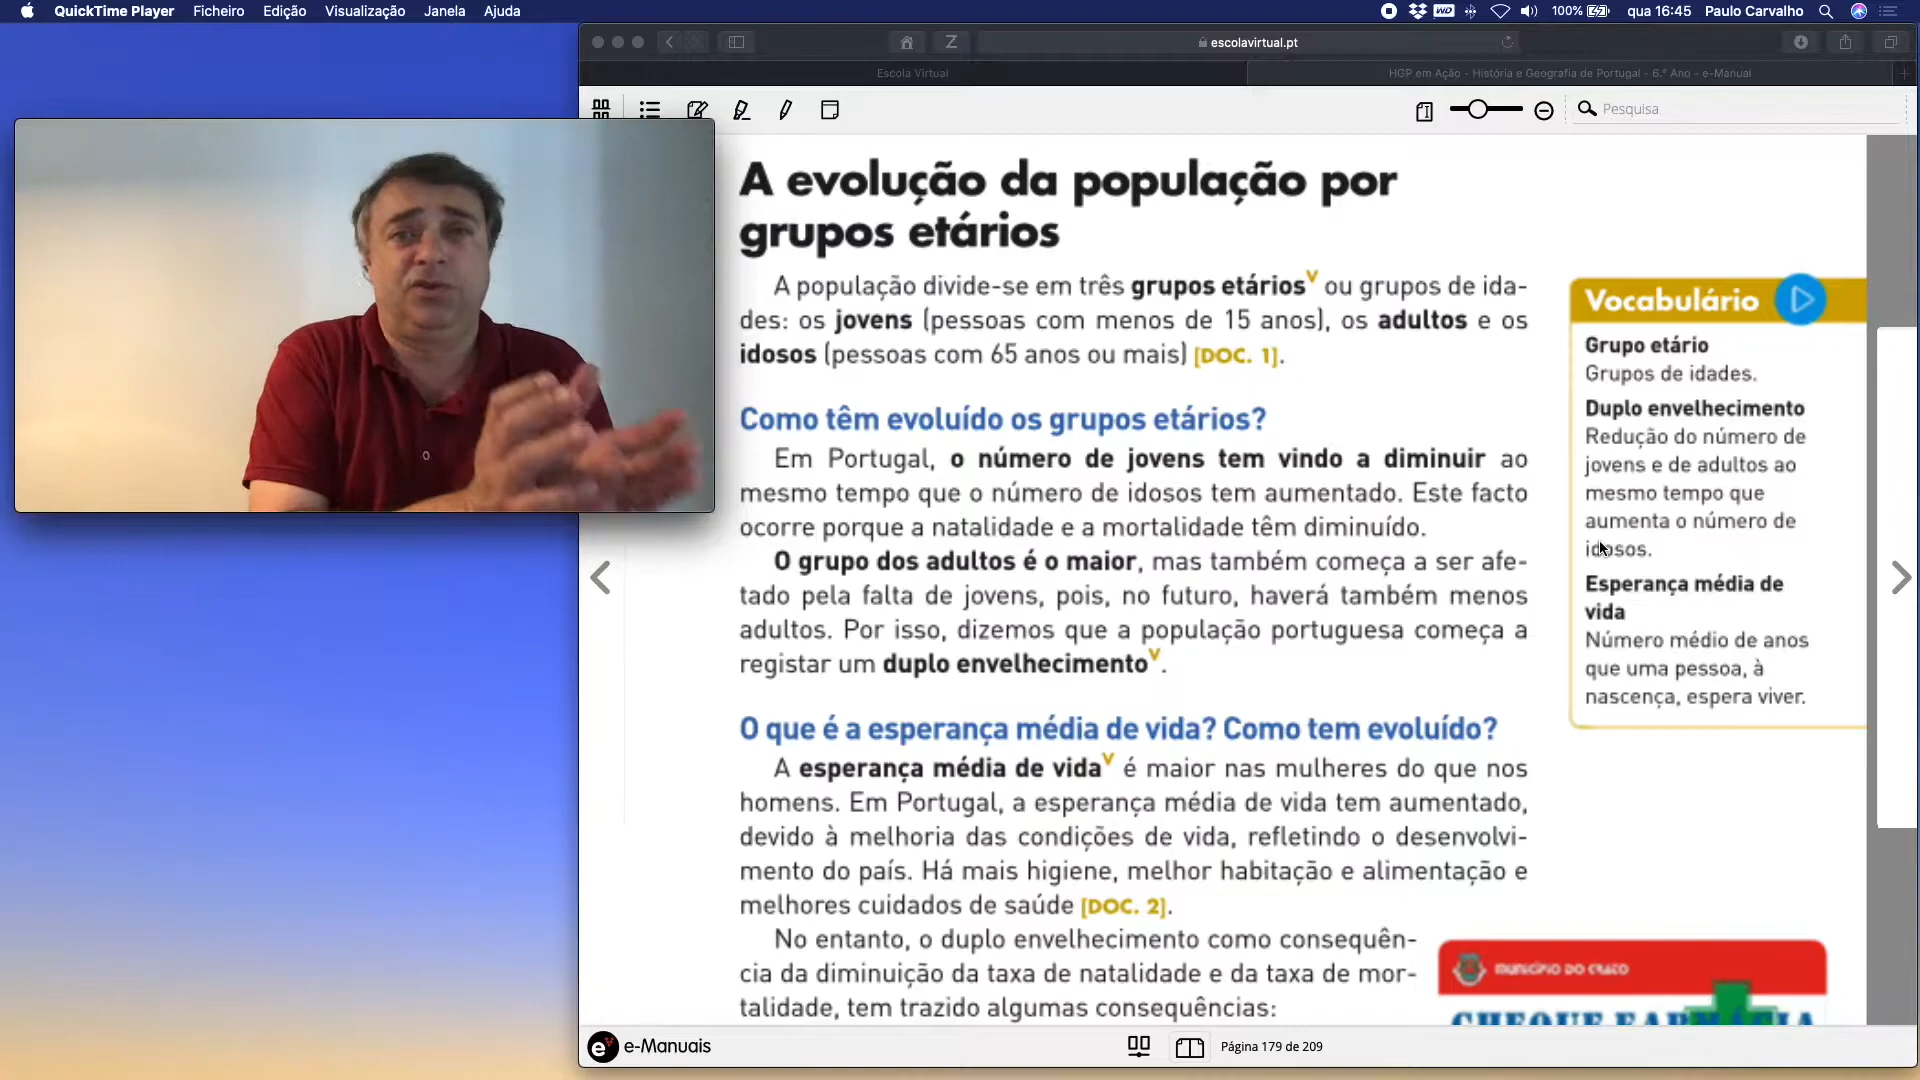 QuickTime Player Ficheiro Edição Visualização Janela Ajuda
WD 100% qua 16:45 Paulo Carvalho
escolavirtual.pt
Escola Virtual
HGP em Ação - História e Geografia de Portugal - 6.º Ano - e-Manual
Pesquisa
A evolução da população por
grupos etários
A população divide-se em três grupos etáriosV ou grupos de ida-
des: os jovens (pessoas com menos de 15 anos), os adultos e os
idosos (pessoas com 65 anos ou mais) [DOC. 1].
Como têm evoluído os grupos etários?
Em Portugal, o número de jovens tem vindo a diminuir ao
mesmo tempo que o número de idosos tem aumentado. Este facto
ocorre porque a natalidade e a mortalidade têm diminuído.
O grupo dos adultos é o maior, mas também começa a ser afe-
tado pela falta de jovens, pois, no futuro, haverá também menos
adultos. Por isso, dizemos que a população portuguesa começa a
registar um duplo envelhecimentoV.
O que é a esperança média de vida? Como tem evoluído?
A esperança média de vidaV é maior nas mulheres do que nos
homens. Em Portugal, a esperança média de vida tem aumentado,
devido à melhoria das condições de vida, refletindo o desenvolvi-
mento do país. Há mais higiene, melhor habitação e alimentação e
melhores cuidados de saúde [DOC. 2].
No entanto, o duplo envelhecimento como consequên-
cia da diminuição da taxa de natalidade e da taxa de mor-
talidade, tem trazido algumas consequências:
Vocabulário
Grupo etário
Grupos de idades.
Duplo envelhecimento
Redução do número de
jovens e de adultos ao
mesmo tempo que
aumenta o número de
idosos.
Esperança média de
vida
Número médio de anos
que uma pessoa, à
nascença, espera viver.
MUNICÍPIO DO CRATO
CHEQUE FARMÁCIA
e-Manuais
Página 179 de 209